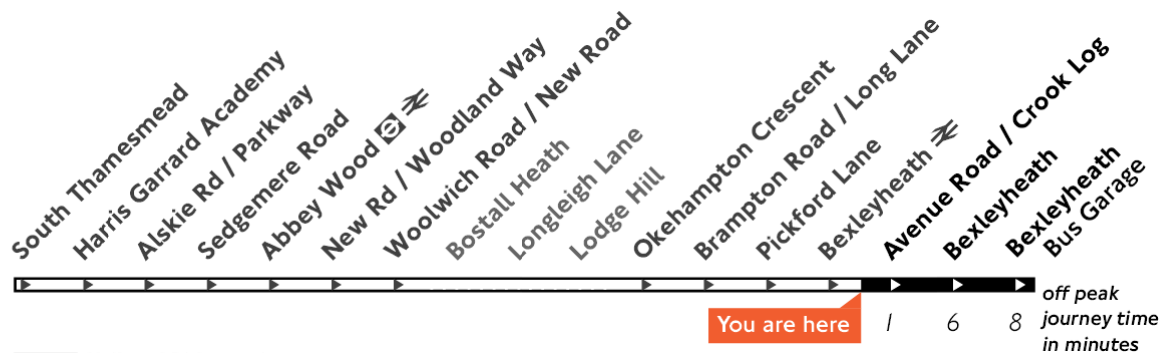 South Thamesmead
Harris Garrard Academy
Alskie Rd / Parkway
Sedgemere Road
Abbey Wood
New Rd / Woodland Way
Woolwich Road / New Road
Bostall Heath
Longleigh Lane
Lodge Hill
Okehampton Crescent
Brampton Road / Long Lane
Pickford Lane
Bexleyheath
Avenue Road / Crook Log
Bexleyheath
Bexleyheath
Bus Garage
You are here
1
6
8
off peak
journey time
in minutes